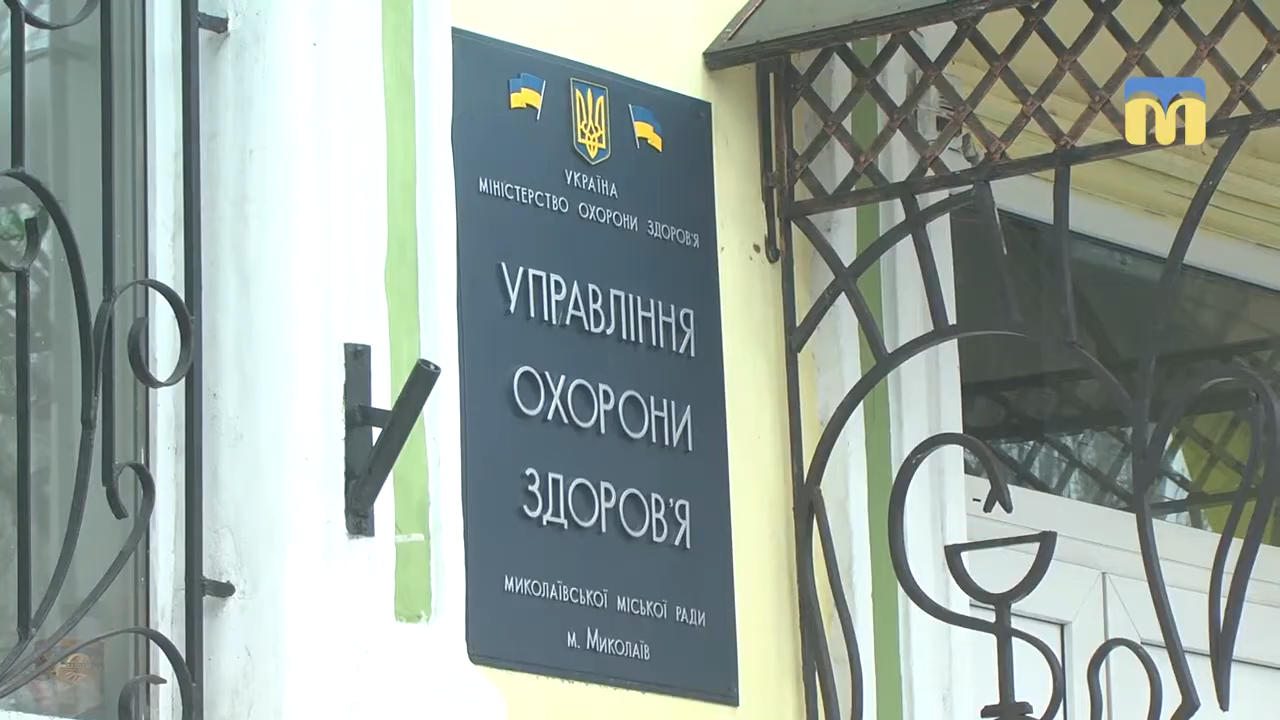 УКРАЇНА
МІНІСТЕРСТВО ОХОРОНИ ЗДОРОВ'Я
УПРАВЛІННЯ
ОХОРОНИ
ЗДОРОВ'Я
МИКОЛАЇВСЬКОЇ МІСЬКОЇ РАДИ
м. Миколаїв